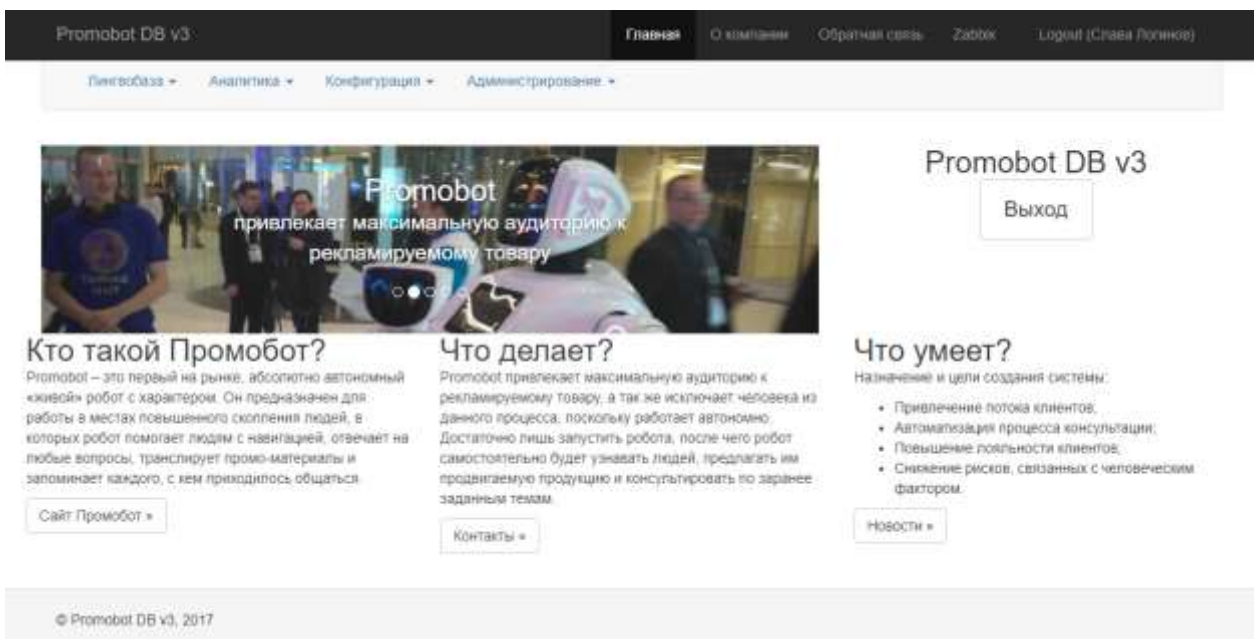 Promobot DB v3
Главная
О компании
Обратная связь
Zabbix
Logout (Слава Логинов)
Лингвобаза
Аналитика
Конфигурация
Администрирование
Promobot
привлекает максимальную аудиторию к
рекламируемому товару
Promobot DB v3
Выход
Кто такой Промобот?
Promobot – это первый на рынке, абсолютно автономный
«живой» робот с характером. Он предназначен для
работы в местах повышенного скопления людей, в
которых робот помогает людям с навигацией, отвечает на
любые вопросы, транслирует промо-материалы и
запоминает каждого, с кем приходилось общаться.
Сайт Промобот »
Что делает?
Promobot привлекает максимальную аудиторию к
рекламируемому товару, а так же исключает человека из
данного процесса, поскольку работает автономно.
Достаточно лишь запустить робота, после чего робот
самостоятельно будет узнавать людей, предлагать им
продвигаемую продукцию и консультировать по заранее
заданным темам.
Контакты »
Что умеет?
Назначение и цели создания системы:
• Привлечение потока клиентов;
• Автоматизация процесса консультации;
• Повышение лояльности клиентов;
• Снижение рисков, связанных с человеческим
фактором.
Новости »
© Promobot DB v3, 2017